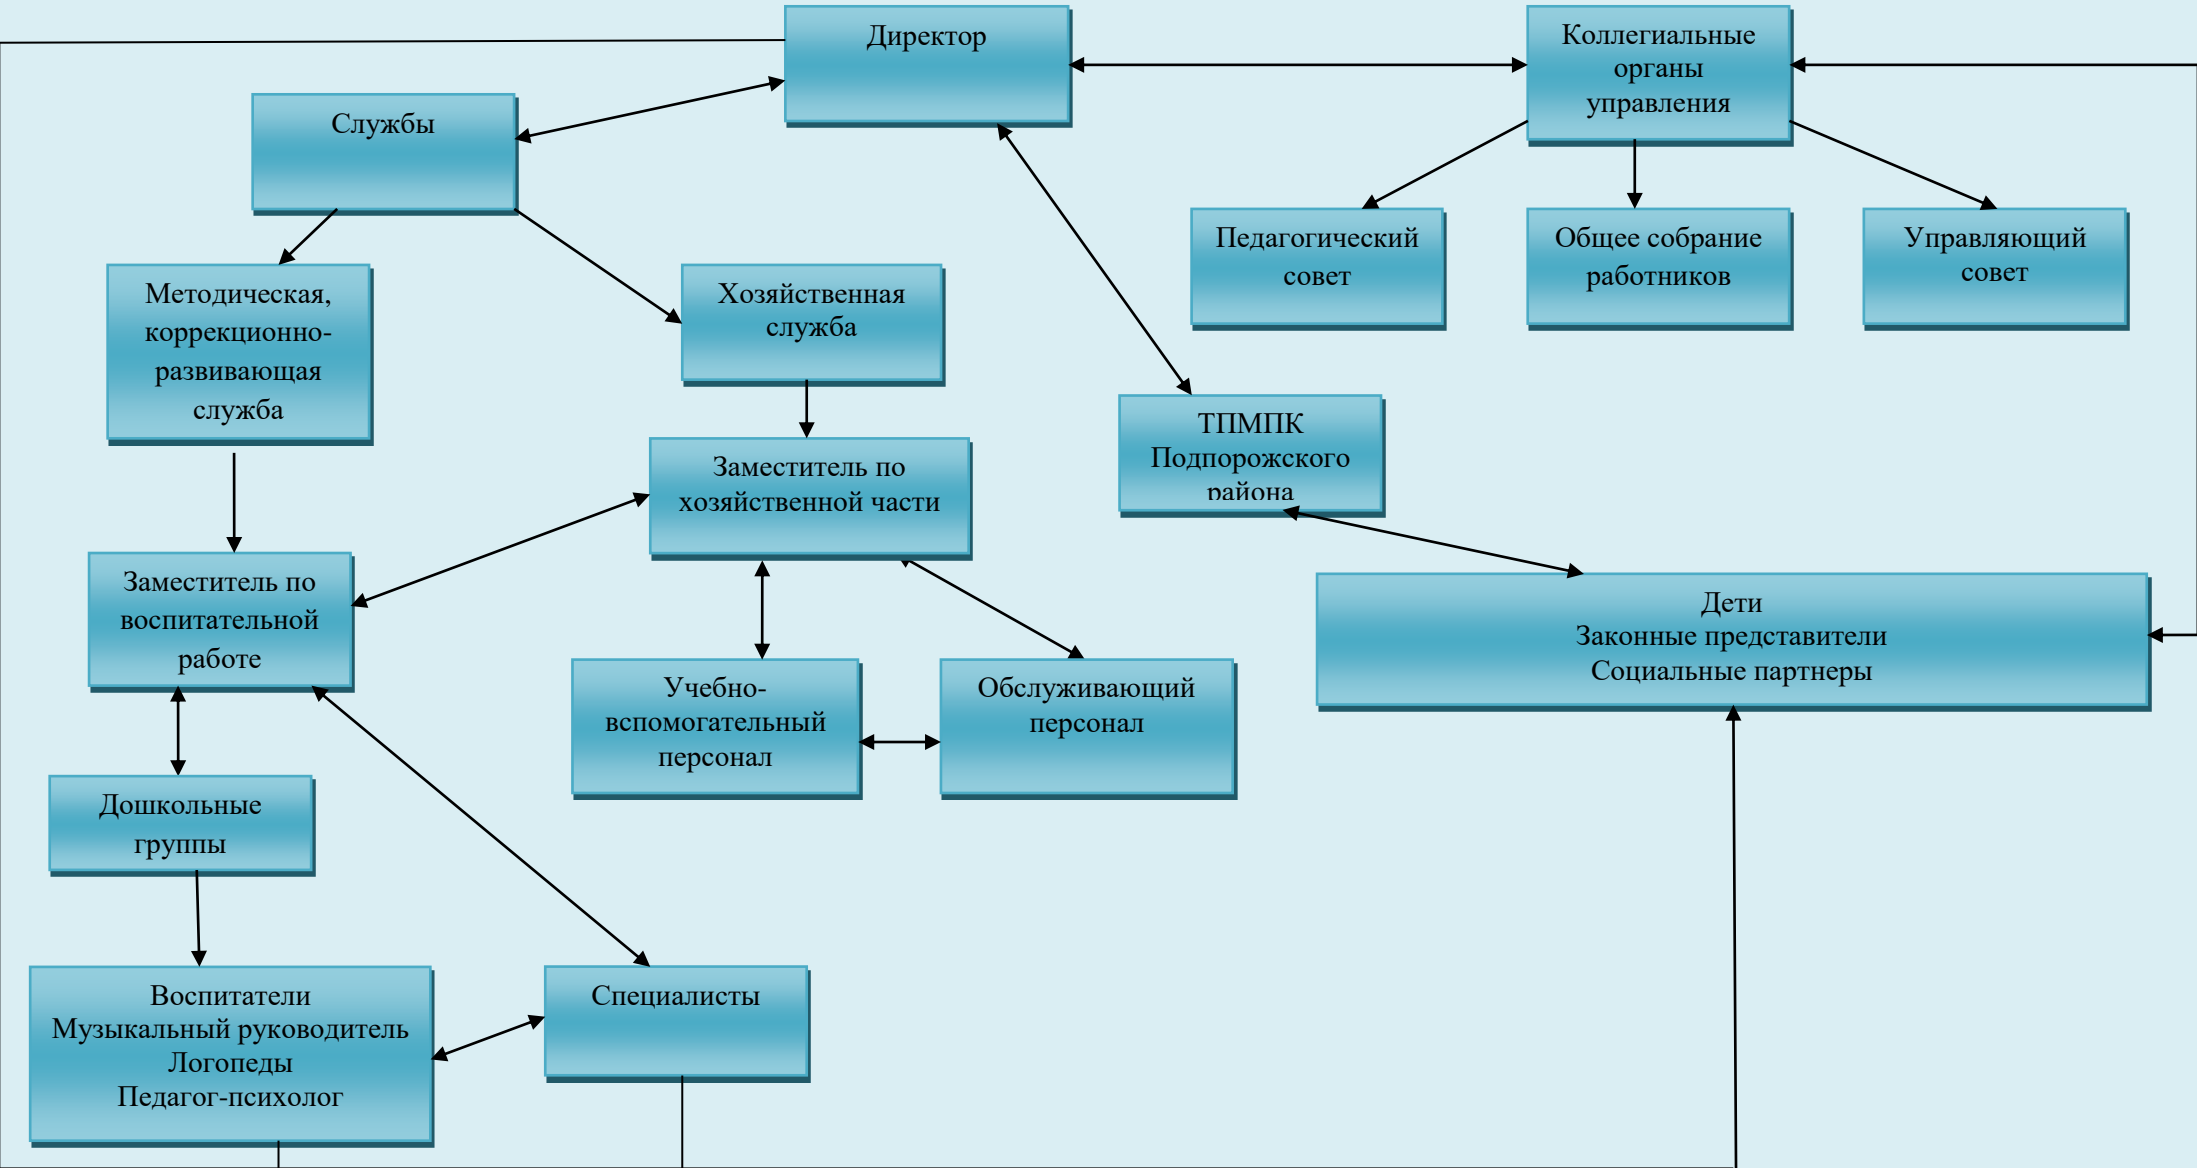 Директор
Коллегиальные
органы
управления
Службы
Педагогический
совет
Общее собрание
работников
Управляющий
совет
Методическая,
коррекционно-
развивающая
служба
Хозяйственная
служба
ТПМПК
Подпорожского
района
Заместитель по
хозяйственной части
Заместитель по
воспитательной
работе
Дети
Законные представители
Социальные партнеры
Учебно-
вспомогательный
персонал
Обслуживающий
персонал
Дошкольные
группы
Воспитатели
Музыкальный руководитель
Логопеды
Педагог-психолог
Специалисты